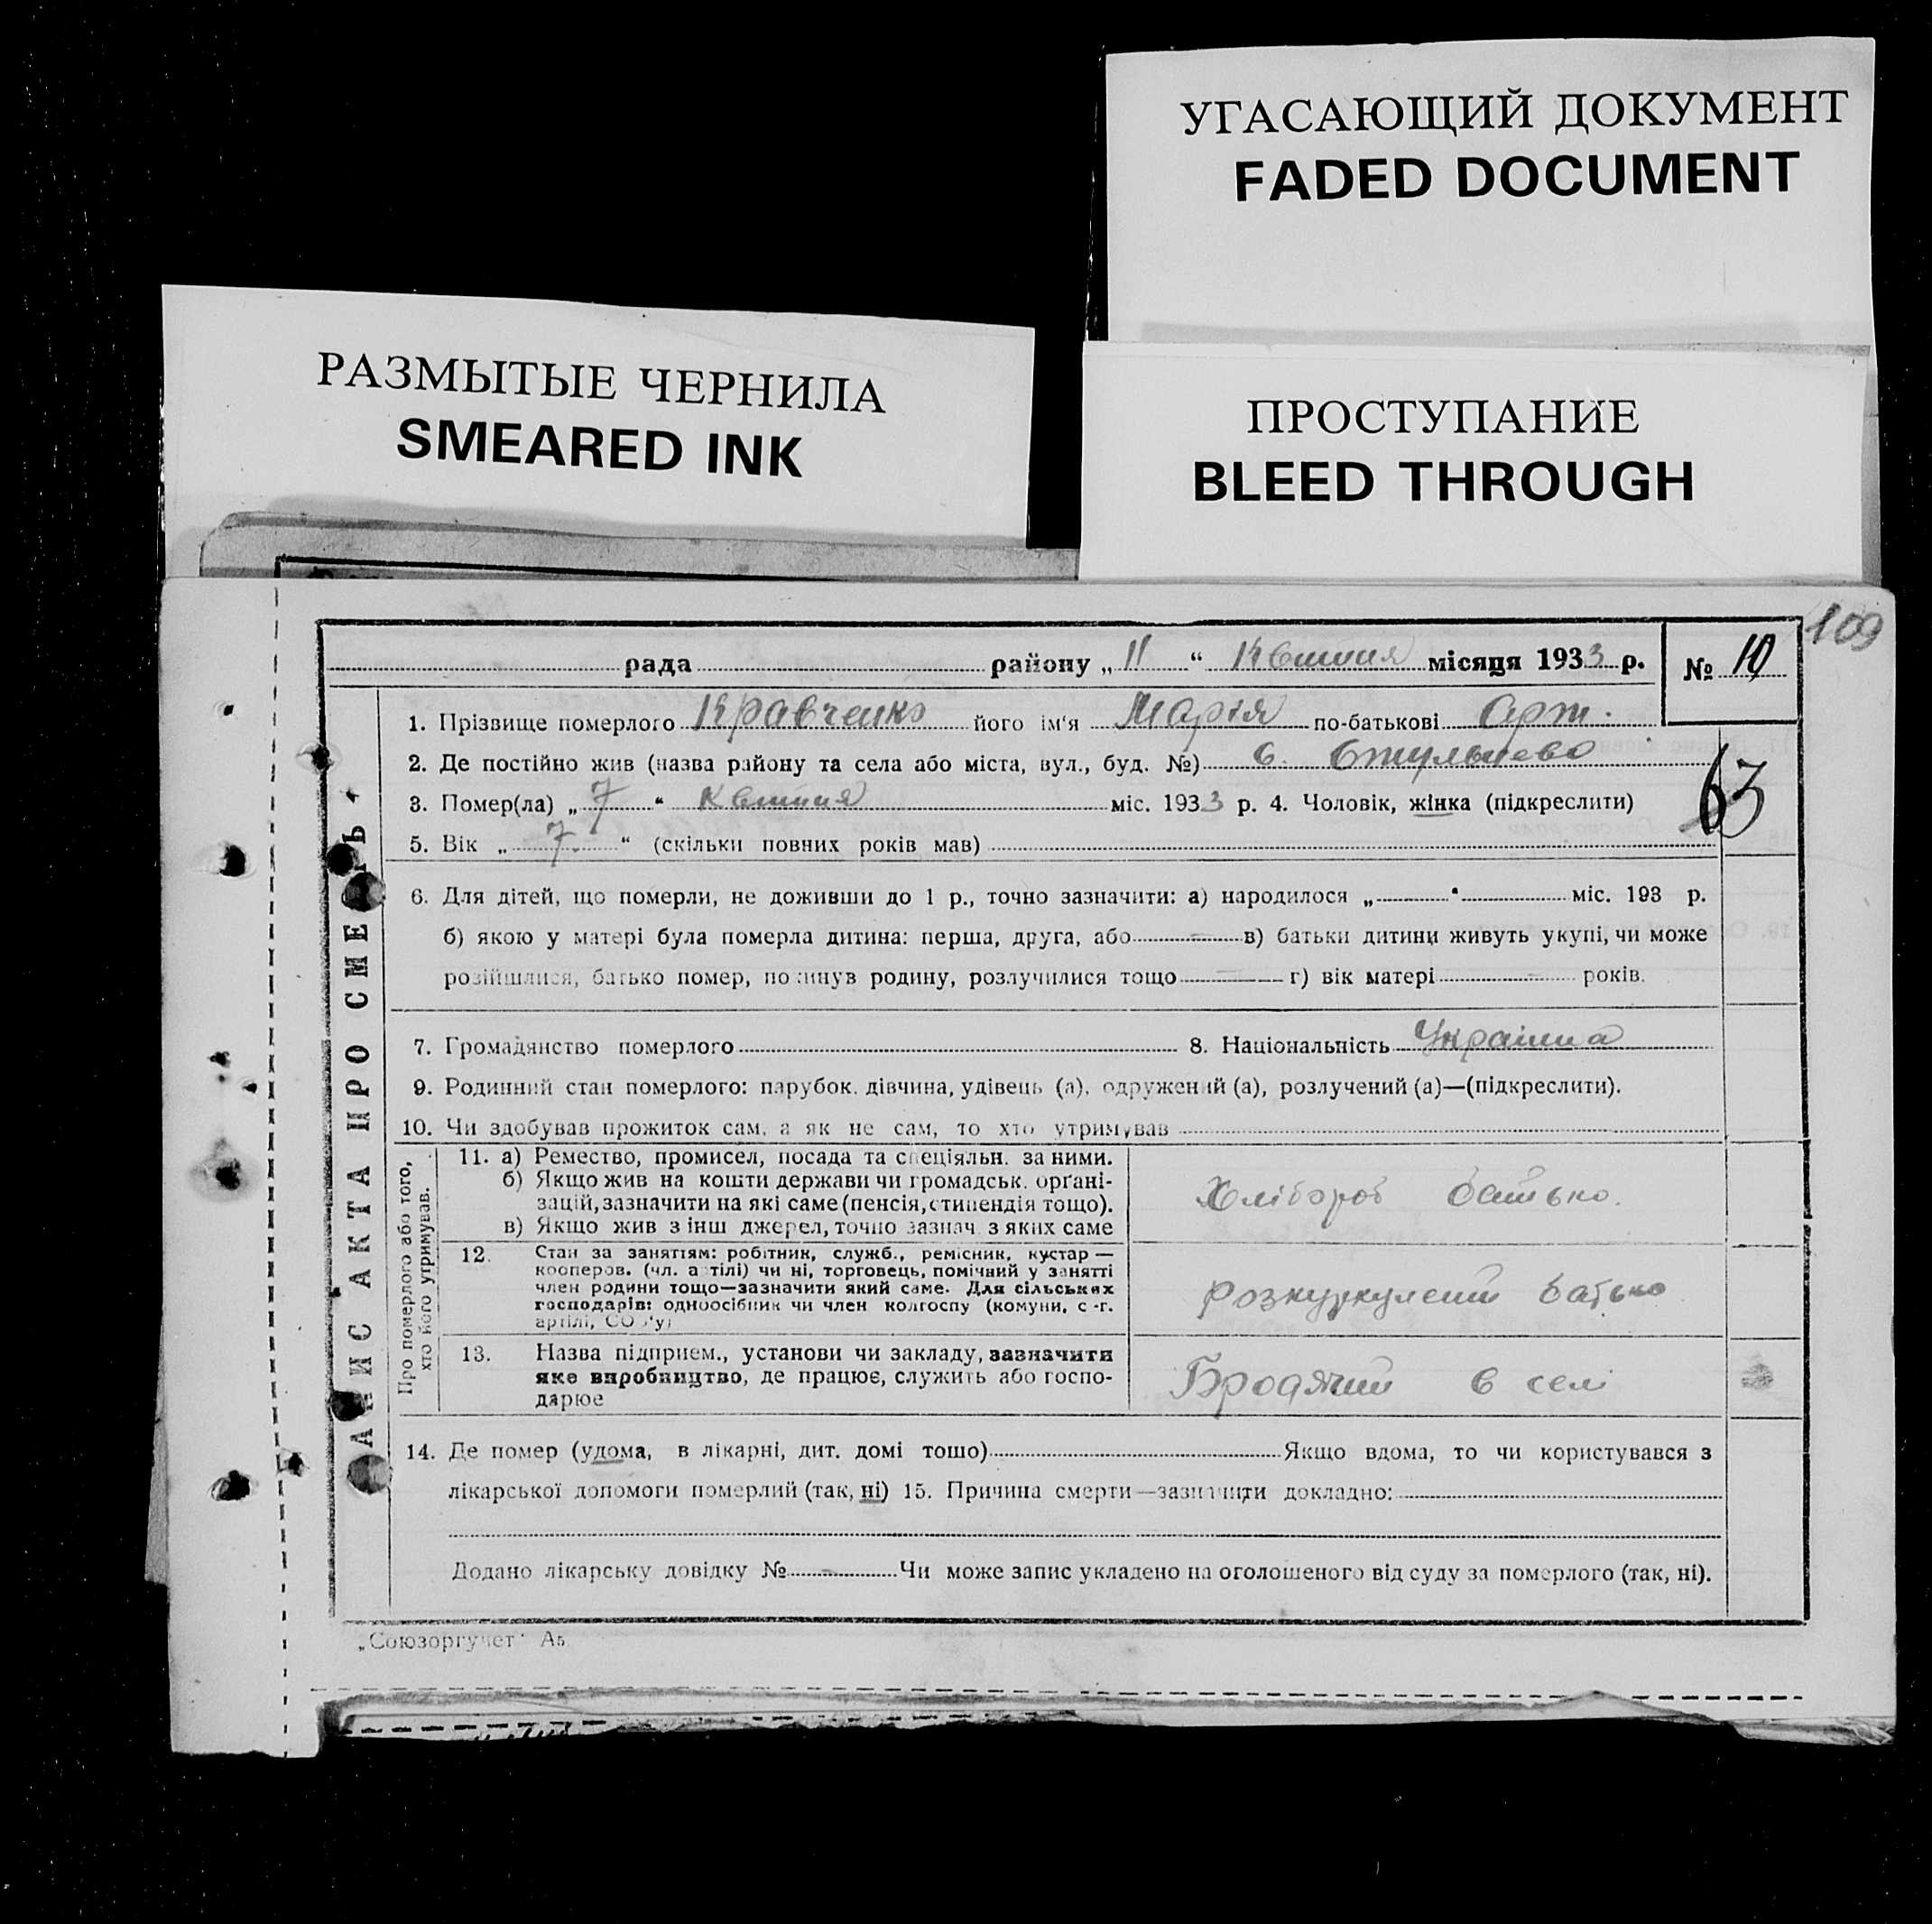 УГАСАЮЩИЙ ДОКУМЕНТ
FADED DOCUMENT
РАЗМЫТЫЕ ЧЕРНИЛА
SMEARED INK
ПРОСТУПАНИЕ
BLEED THROUGH
109
рада районy „11“ Квітня місяця 1933 р. № 10
1. Прізвище померлого Кравченко його ім'я Марія по-батькові Арт.
2. Де постійно жив (назва району та села або міста, вул., буд. №) с.
3. Помер(ла) „7“ Квітня міс. 1933 р. 4. Чоловік, жінка (підкреслити)
63
5. Вік „7.“ (скільки повних років мав)
6. Для дітей, що померли, не доживши до 1 р., точно зазначити: а) народилося „ “ міс. 193 р.
б) якою у матері була померла дитина: перша, друга, або в) батьки дитини живуть укупі, чи може
розійшлися, батько помер, покинув родину, розлучилися тощо г) вік матері років.
7. Громадянство померлого 8. Національність Українка
9. Родинний стан померлого: парубок, дівчина, удівець (а), одружений (а), розлучений (а)—(підкреслити).
10. Чи здобував прожиток сам, а як не сам, то хто утримував
ЗАПИС АКТА ПРО СМЕРТЬ
Про померлого або того,
хто його утримував.
11. а) Ремество, промисел, посада та спеціяльн. за ними.
б) Якщо жив на кошти держави чи громадськ. органі-
зацій, зазначити на які саме (пенсія, стипендія тощо).
в) Якщо жив з інш джерел, точно зазнач. з яких саме
Хлібороб батько.
12. Стан за заняттям: робітник, служб., ремісник, кустар —
кооперов. (чл. артілі) чи ні, торговець, помічний у занятті
член родини тощо—зазначити який саме. Для сільських
господарів: одноосібник чи член колгоспу (комуни, с.-г.
артілі, СОЗ'у)
розкуркулений батько
13. Назва підприєм., установи чи закладу, зазначити
яке виробництво, де працює, служить або госпо-
дарює
Бродячий в селі
14. Де помер (удома, в лікарні, дит. домі тощо) Якщо вдома, то чи користувався з
лікарської допомоги померлий (так, ні) 15. Причина смерти—зазначити докладно:
Додано лікарську довідку № Чи може запис укладено на оголошеного від суду за померлого (так, ні).
„Союзоргучет“ А5